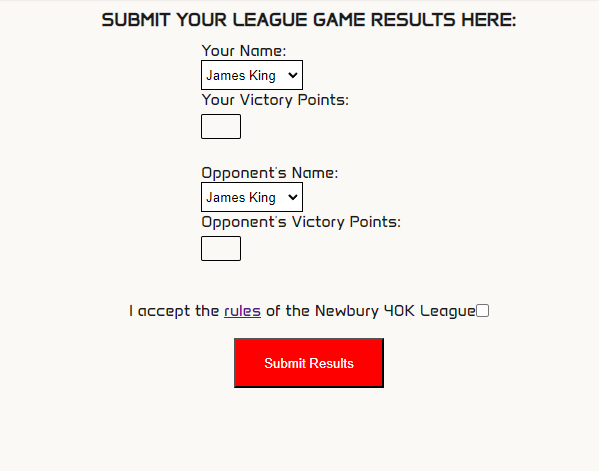 SUBMIT YOUR LEAGUE GAME RESULTS HERE:
Your Name:
James King
Your Victory Points:
Opponent's Name:
James King
Opponent's Victory Points:
I accept the rules of the Newbury 40K League
Submit Results